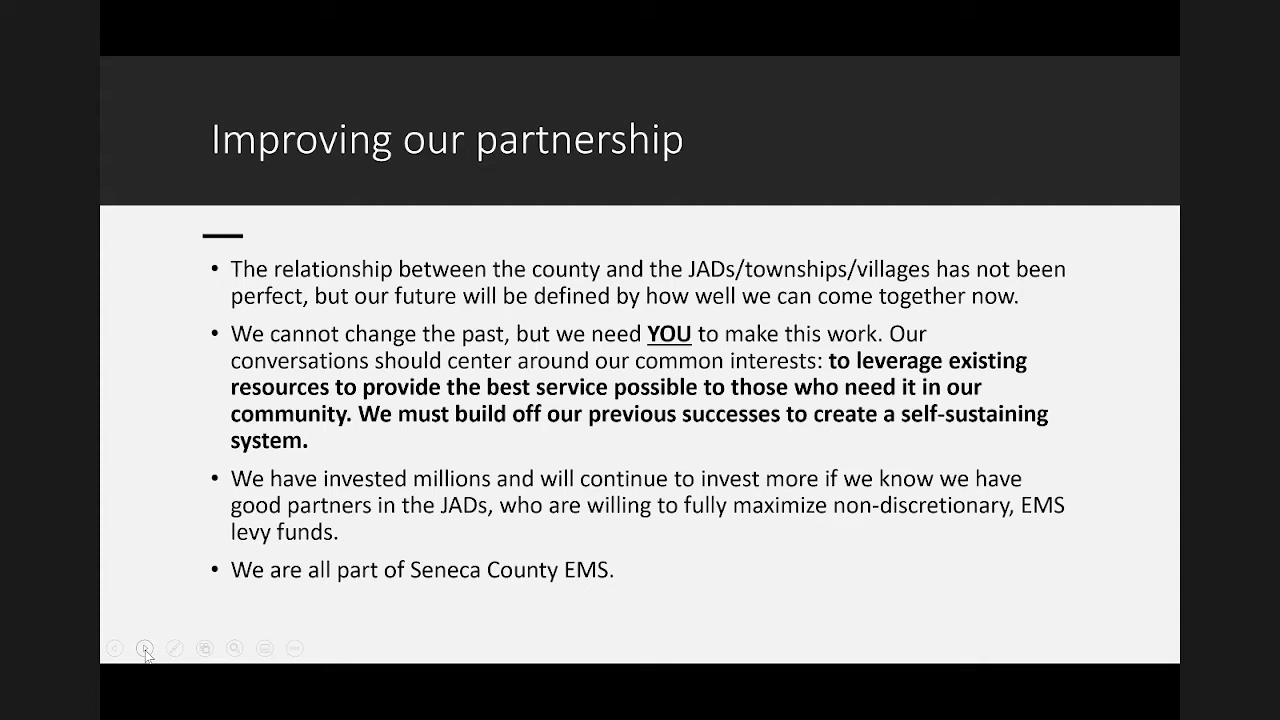 Improving our partnership
• The relationship between the county and the JADs/townships/villages has not been
perfect, but our future will be defined by how well we can come together now.
• We cannot change the past, but we need YOU to make this work. Our
conversations should center around our common interests: to leverage existing
resources to provide the best service possible to those who need it in our
community. We must build off our previous successes to create a self-sustaining
system.
• We have invested millions and will continue to invest more if we know we have
good partners in the JADs, who are willing to fully maximize non-discretionary, EMS
levy funds.
• We are all part of Seneca County EMS.